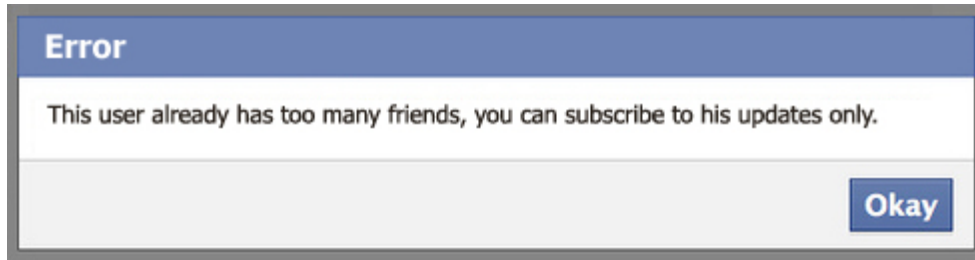 Error
This user already has too many friends, you can subscribe to his updates only.
Okay